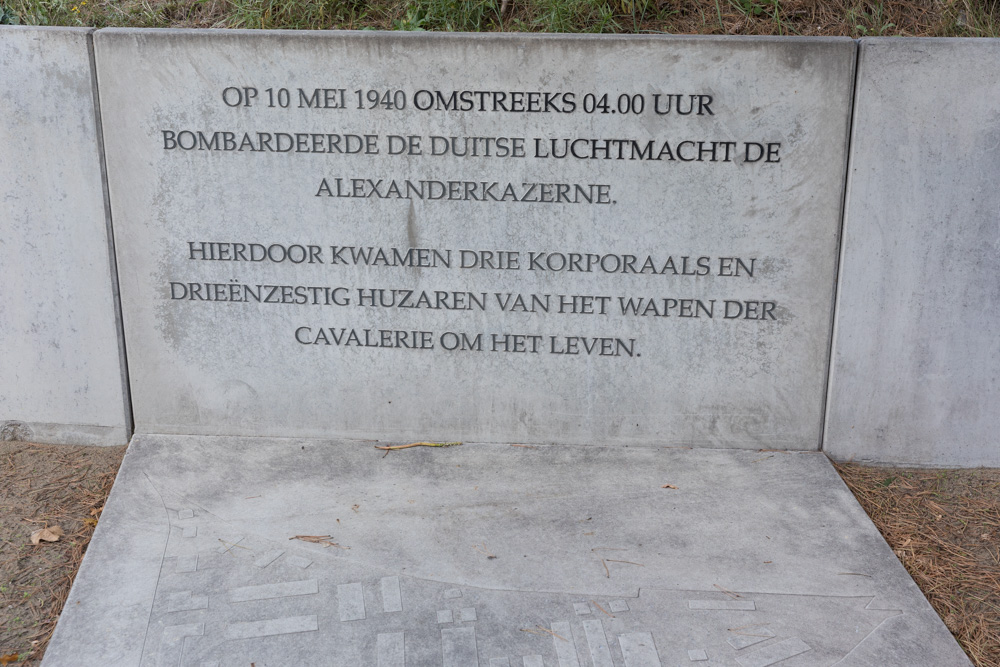 OP 10 MEI 1940 OMSTREEKS 04.00 UUR
BOMBARDEERDE DE DUITSE LUCHTMACHT DE
ALEXANDERKAZERNE.
HIERDOOR KWAMEN DRIE KORPORAALS EN
DRIEËNZESTIG HUZAREN VAN HET WAPEN DER
CAVALERIE OM HET LEVEN.